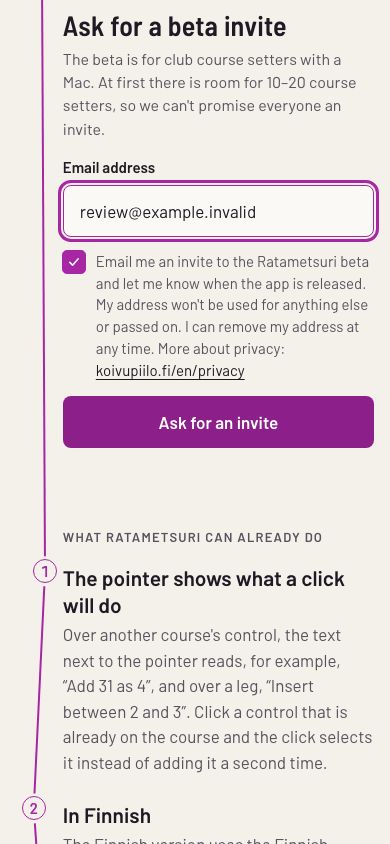 Ask for a beta invite
The beta is for club course setters with a
Mac. At first there is room for 10–20 course
setters, so we can't promise everyone an
invite.
Email address
review@example.invalid
Email me an invite to the Ratametsuri beta
and let me know when the app is released.
My address won't be used for anything else
or passed on. I can remove my address at
any time. More about privacy:
koivupiilo.fi/en/privacy
Ask for an invite
WHAT RATAMETSURI CAN ALREADY DO
1
The pointer shows what a click
will do
Over another course's control, the text
next to the pointer reads, for example,
“Add 31 as 4”, and over a leg, “Insert
between 2 and 3”. Click a control that is
already on the course and the click selects
it instead of adding it a second time.
2
In Finnish
The Finnish version uses the Finnish